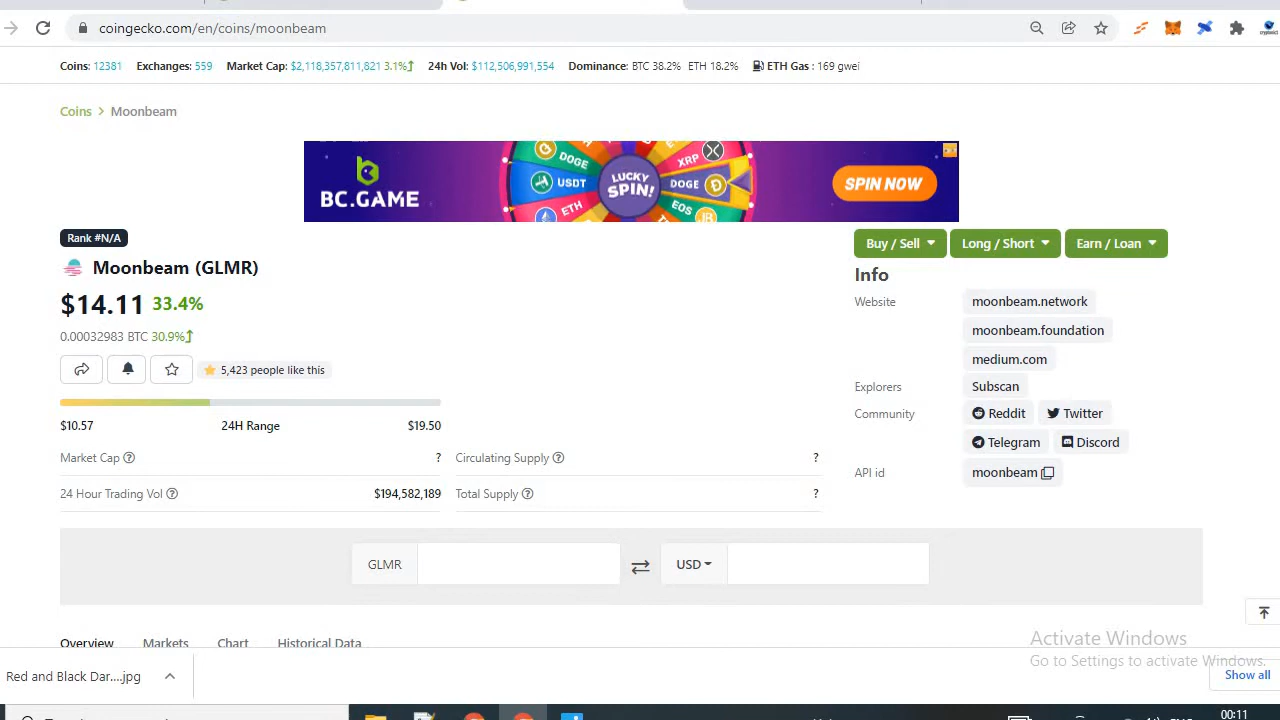 coingecko.com/en/coins/moonbeam
Coins: 12381 Exchanges: 559 Market Cap: $2,118,357,811,821 3.1% 24h Vol: $112,506,991,554 Dominance: BTC 38.2% ETH 18.2% ETH Gas : 169 gwei
Coins > Moonbeam
BC.GAME
DOGE
USDT
ETH
LUCKY
SPIN!
XRP
DOGE
EOS
SPIN NOW
Rank #N/A
Moonbeam (GLMR)
$14.11 33.4%
0.00032983 BTC 30.9%
5,423 people like this
$10.57 24H Range $19.50
Market Cap ?
Circulating Supply ?
24 Hour Trading Vol $194,582,189
Total Supply ?
Buy / Sell Long / Short Earn / Loan
Info
Website moonbeam.network
moonbeam.foundation
medium.com
Explorers Subscan
Community Reddit Twitter
Telegram Discord
API id moonbeam
GLMR USD
Overview Markets Chart Historical Data
Activate Windows
Go to Settings to activate Windows.
Red and Black Dar....jpg
Show all
00:11